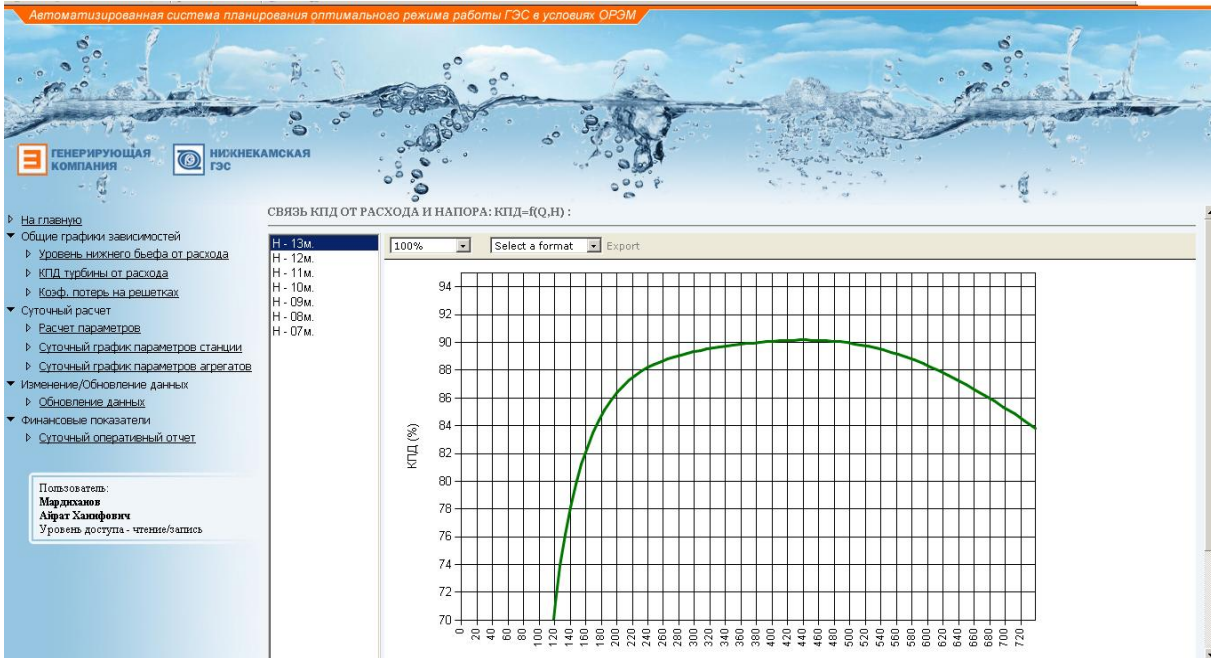 Автоматизированная система планирования оптимального режима работы ГЭС в условиях ОРЭМ
ГЕНЕРИРУЮЩАЯ
КОМПАНИЯ
НИЖНЕКАМСКАЯ
ГЭС
На главную
Общие графики зависимостей
Уровень нижнего бьефа от расхода
КПД турбины от расхода
Коэф. потерь на решетках
Суточный расчет
Расчет параметров
Суточный график параметров станции
Суточный график параметров агрегатов
Изменение/Обновление данных
Обновление данных
Финансовые показатели
Суточный оперативный отчет
Пользователь:
Мардиханов
Айрат Ханифович
Уровень доступа - чтение/запись
СВЯЗЬ КПД ОТ РАСХОДА И НАПОРА: КПД=f(Q,H) :
Н - 13м.
Н - 12м.
Н - 11м.
Н - 10м.
Н - 09м.
Н - 08м.
Н - 07м.
100% Select a format Export
КПД (%)
94
92
90
88
86
84
82
80
78
76
74
72
70
0 20 40 60 80 100 120 140 160 180 200 220 240 260 280 300 320 340 360 380 400 420 440 460 480 500 520 540 560 580 600 620 640 660 680 700 720